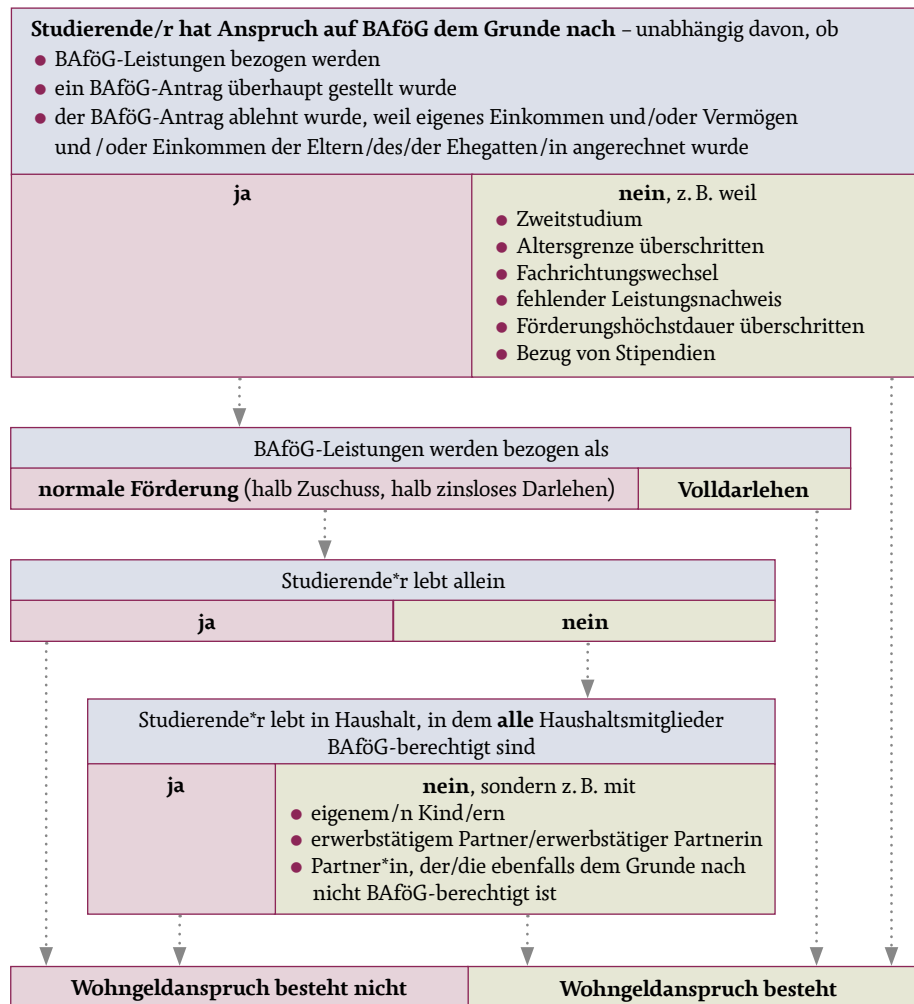 Studierende/r hat Anspruch auf BAföG dem Grunde nach – unabhängig davon, ob
● BAföG-Leistungen bezogen werden
● ein BAföG-Antrag überhaupt gestellt wurde
● der BAföG-Antrag ablehnt wurde, weil eigenes Einkommen und/oder Vermögen
und/oder Einkommen der Eltern/des/der Ehegatten/in angerechnet wurde
ja
nein, z. B. weil
● Zweitstudium
● Altersgrenze überschritten
● Fachrichtungswechsel
● fehlender Leistungsnachweis
● Förderungshöchstdauer überschritten
● Bezug von Stipendien
BAföG-Leistungen werden bezogen als
normale Förderung (halb Zuschuss, halb zinsloses Darlehen)
Volldarlehen
Studierende*r lebt allein
ja
nein
Studierende*r lebt in Haushalt, in dem alle Haushaltsmitglieder
BAföG-berechtigt sind
ja
nein, sondern z. B. mit
● eigenem/n Kind/ern
● erwerbstätigem Partner/erwerbstätiger Partnerin
● Partner*in, der/die ebenfalls dem Grunde nach
nicht BAföG-berechtigt ist
Wohngeldanspruch besteht nicht
Wohngeldanspruch besteht